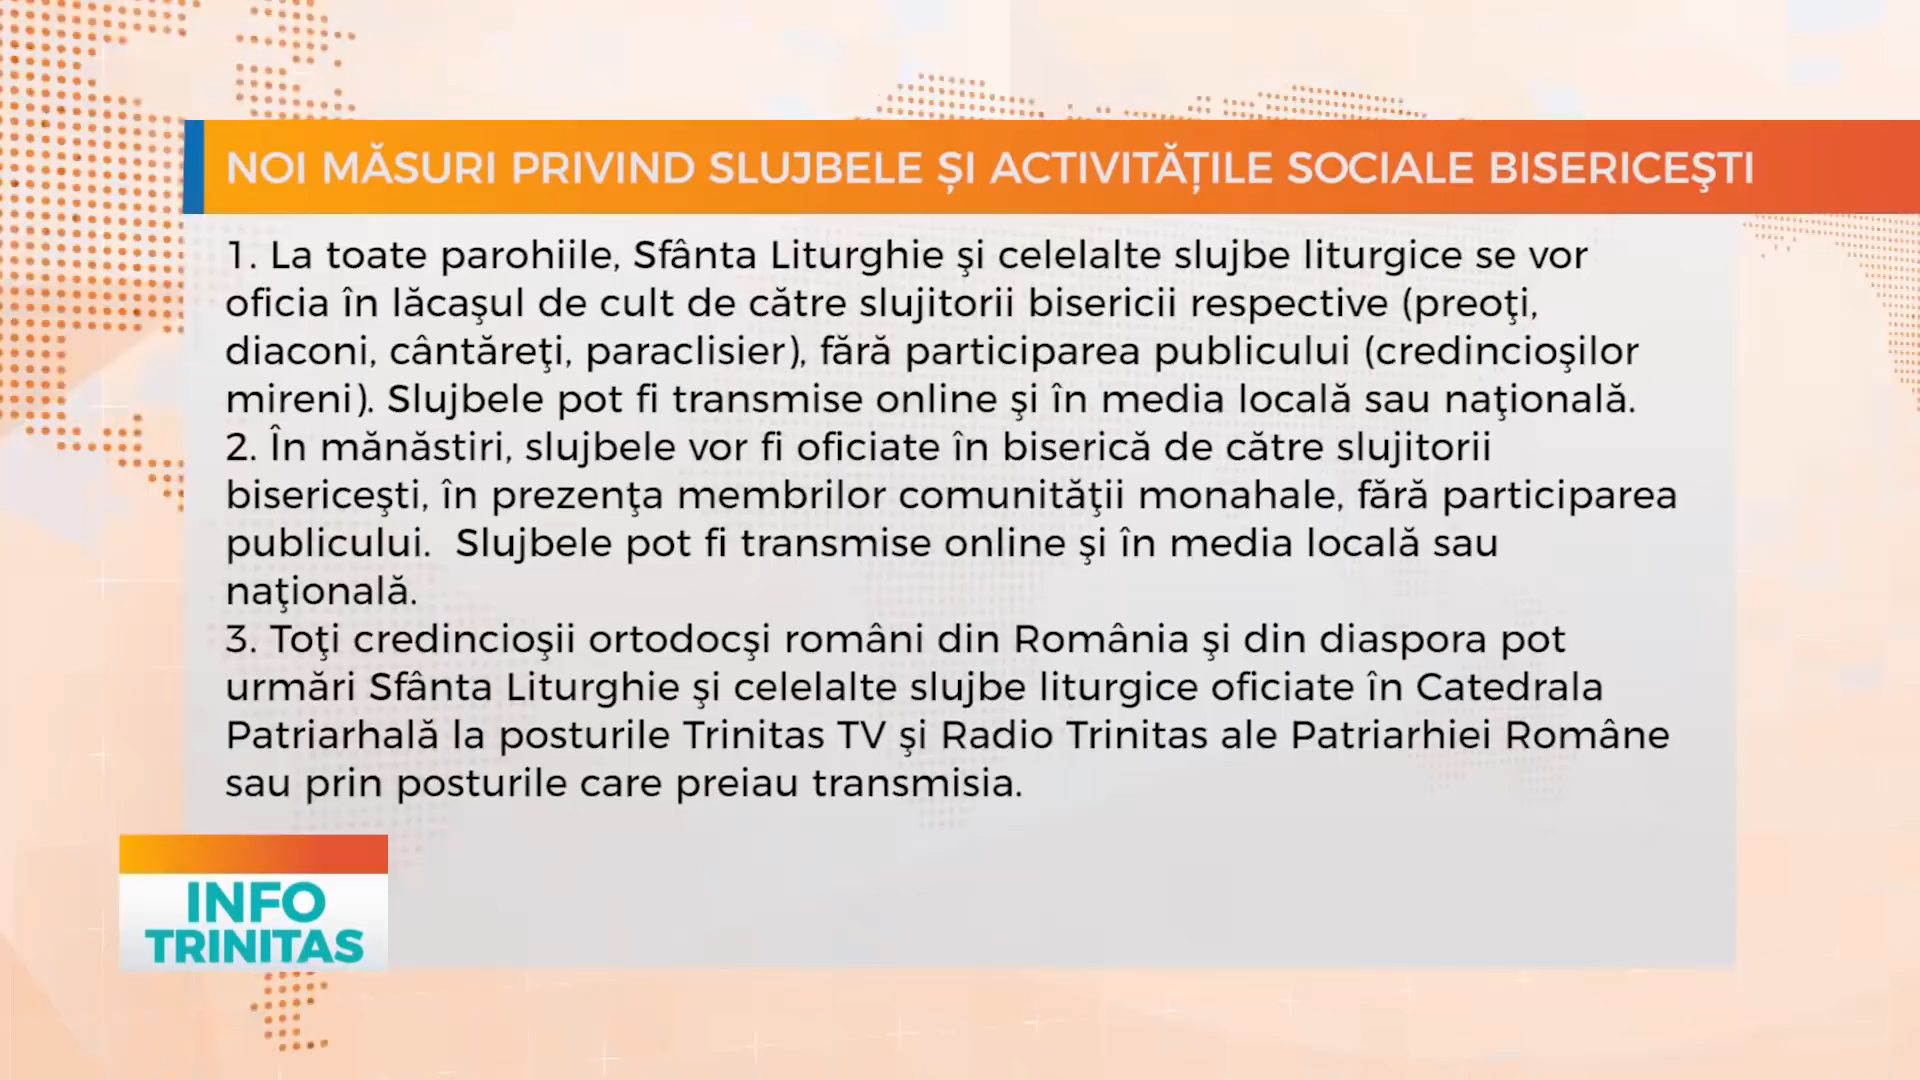 NOI MĂSURI PRIVIND SLUJBELE ȘI ACTIVITĂȚILE SOCIALE BISERICEŞTI
1. La toate parohiile, Sfânta Liturghie şi celelalte slujbe liturgice se vor
oficia în lăcaşul de cult de către slujitorii bisericii respective (preoţi,
diaconi, cântăreţi, paraclisier), fără participarea publicului (credincioşilor
mireni). Slujbele pot fi transmise online şi în media locală sau naţională.
2. În mănăstiri, slujbele vor fi oficiate în biserică de către slujitorii
bisericeşti, în prezenţa membrilor comunităţii monahale, fără participarea
publicului.  Slujbele pot fi transmise online şi în media locală sau
naţională.
3. Toţi credincioşii ortodocşi români din România şi din diaspora pot
urmări Sfânta Liturghie şi celelalte slujbe liturgice oficiate în Catedrala
Patriarhală la posturile Trinitas TV şi Radio Trinitas ale Patriarhiei Române
sau prin posturile care preiau transmisia.
INFO
TRINITAS